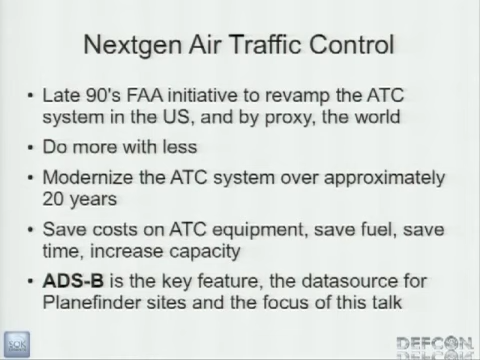 Nextgen Air Traffic Control
• Late 90's FAA initiative to revamp the ATC
system in the US, and by proxy, the world
• Do more with less
• Modernize the ATC system over approximately
20 years
• Save costs on ATC equipment, save fuel, save
time, increase capacity
• ADS-B is the key feature, the datasource for
Planefinder sites and the focus of this talk
DEFCON